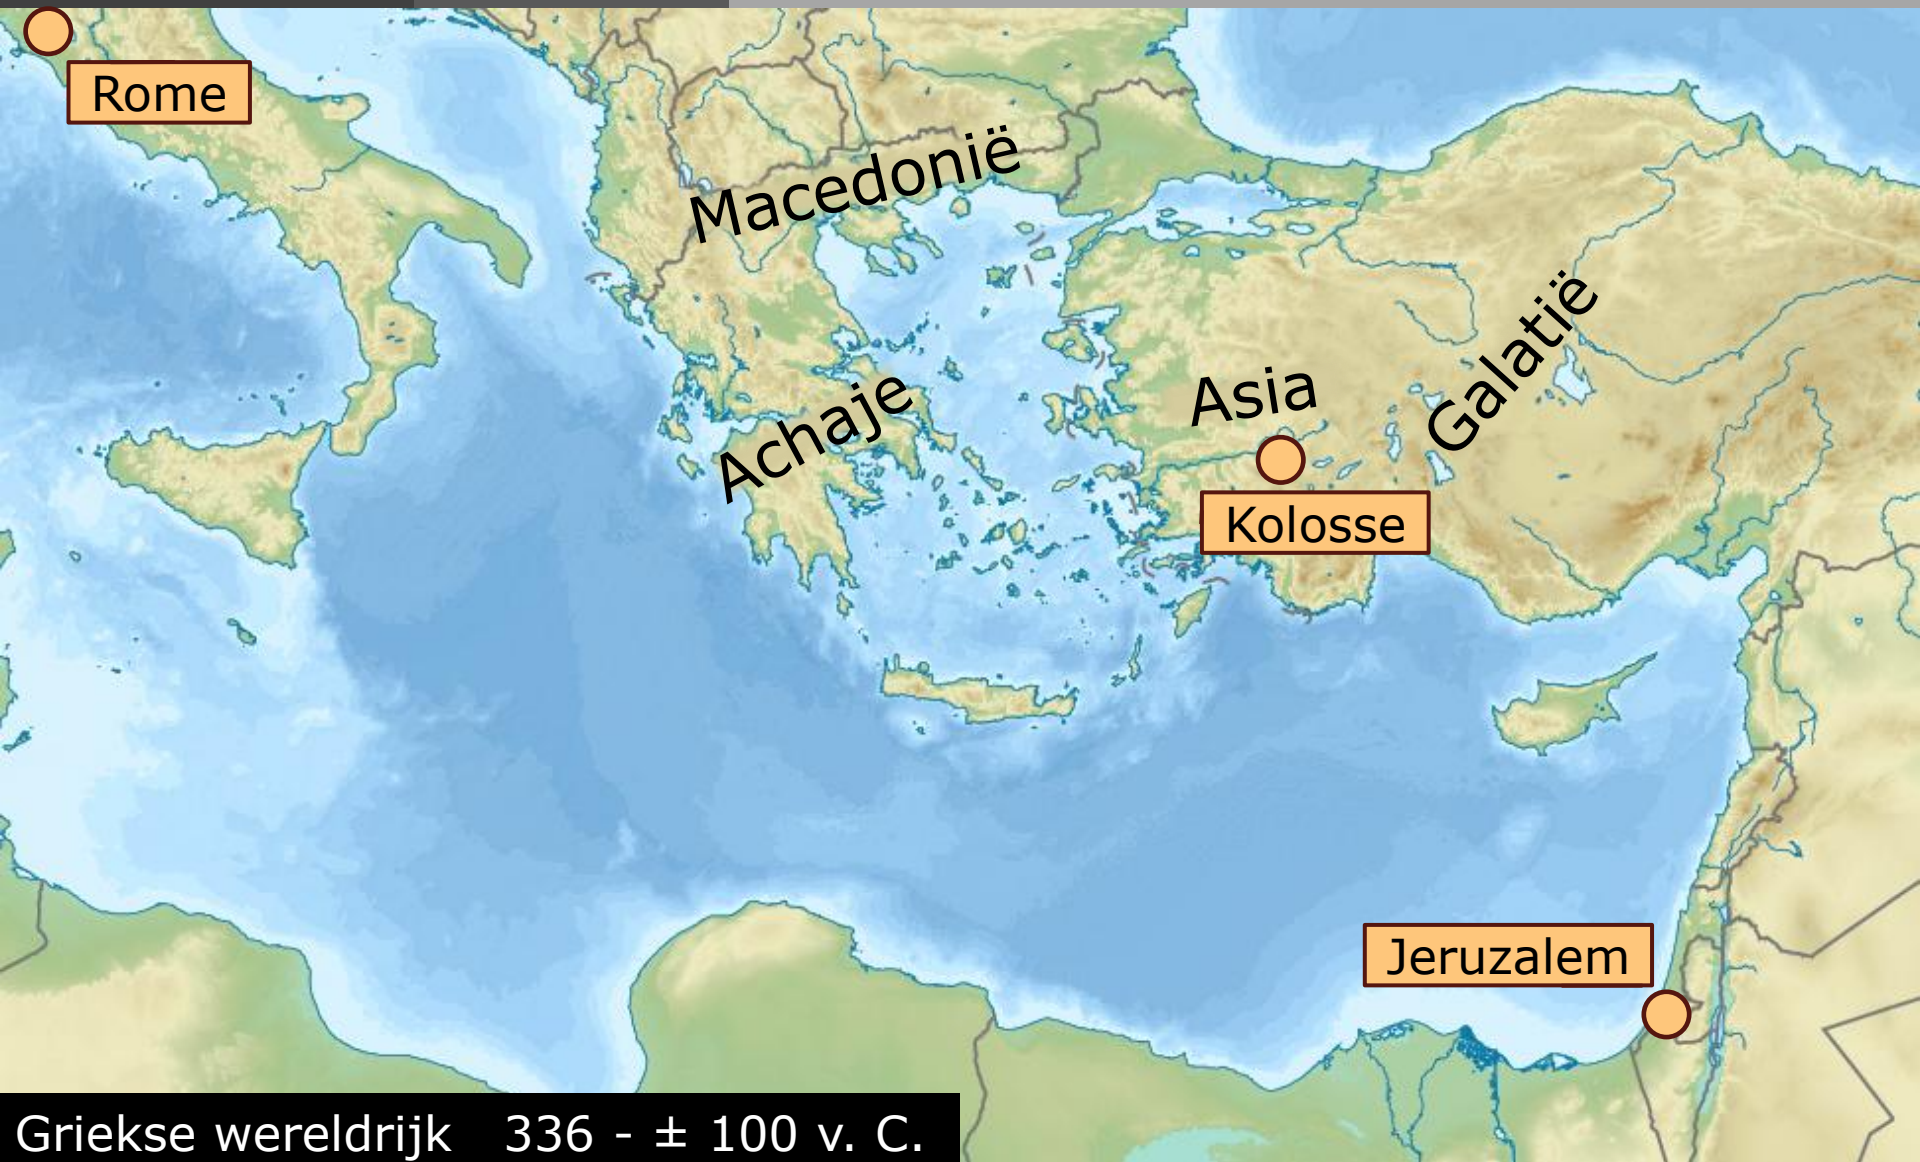 Rome
Macedonië
Galatië
Asia
Achaje
Kolosse
Jeruzalem
Griekse wereldrijk 336 - ± 100 v. C.